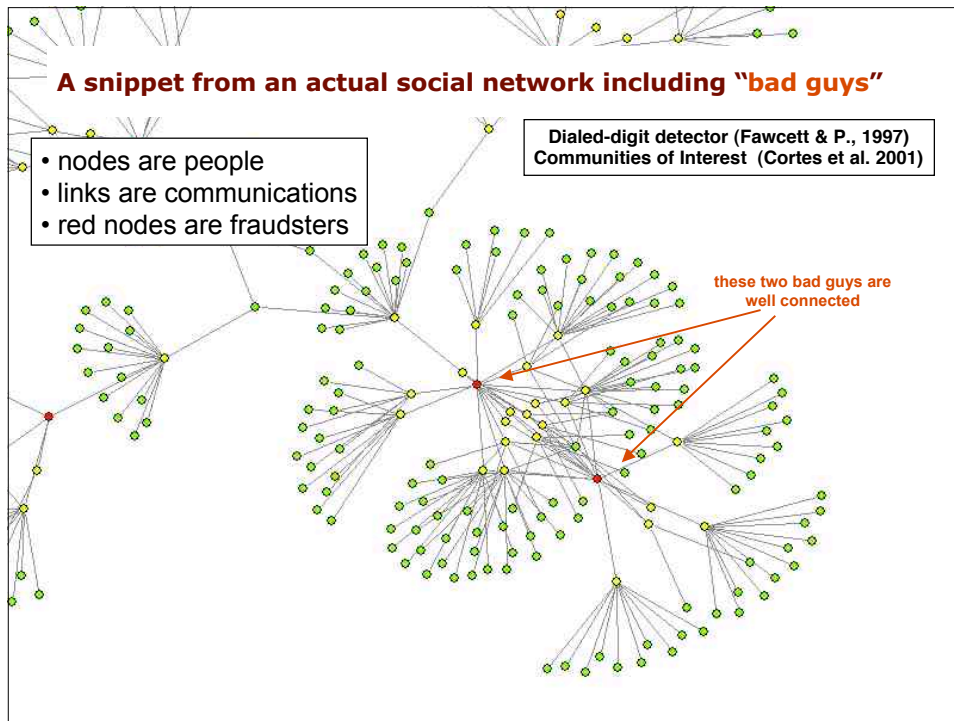 A snippet from an actual social network including “bad guys”
Dialed-digit detector (Fawcett & P., 1997)
Communities of Interest (Cortes et al. 2001)
• nodes are people
• links are communications
• red nodes are fraudsters
these two bad guys are
well connected